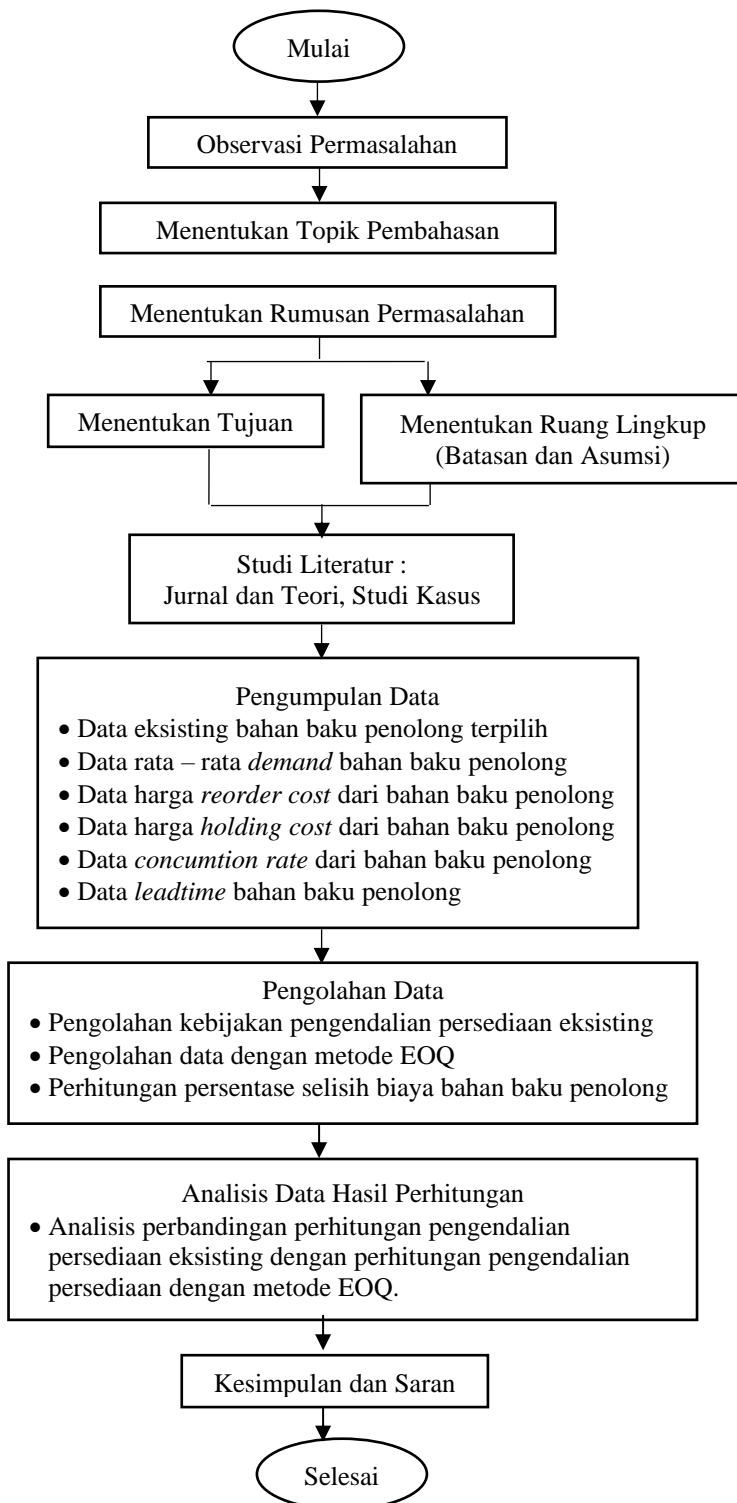 Mulai
Observasi Permasalahan
Menentukan Topik Pembahasan
Menentukan Rumusan Permasalahan
Menentukan Tujuan
Menentukan Ruang Lingkup
(Batasan dan Asumsi)
Studi Literatur :
Jurnal dan Teori, Studi Kasus
Pengumpulan Data
• Data eksisting bahan baku penolong terpilih
• Data rata – rata demand bahan baku penolong
• Data harga reorder cost dari bahan baku penolong
• Data harga holding cost dari bahan baku penolong
• Data concumtion rate dari bahan baku penolong
• Data leadtime bahan baku penolong
Pengolahan Data
• Pengolahan kebijakan pengendalian persediaan eksisting
• Pengolahan data dengan metode EOQ
• Perhitungan persentase selisih biaya bahan baku penolong
Analisis Data Hasil Perhitungan
• Analisis perbandingan perhitungan pengendalian
persediaan eksisting dengan perhitungan pengendalian
persediaan dengan metode EOQ.
Kesimpulan dan Saran
Selesai